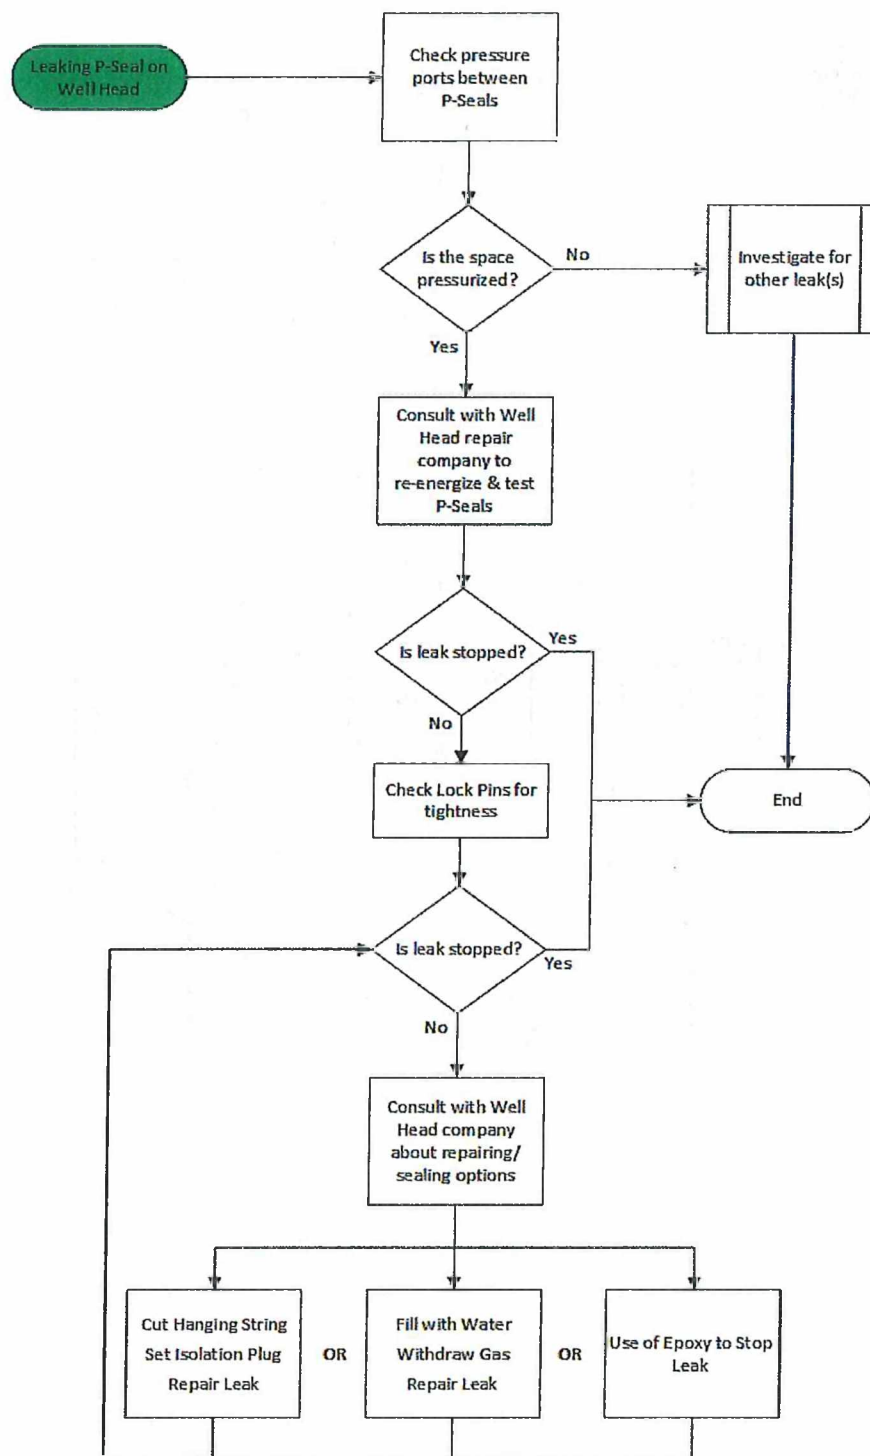 Leaking P-Seal on
Well Head
Check pressure
ports between
P-Seals
Is the space
pressurized?
No
Investigate for
other leak(s)
Yes
Consult with Well
Head repair
company to
re-energize & test
P-Seals
Is leak stopped?
Yes
No
Check Lock Pins for
tightness
End
Is leak stopped?
Yes
No
Consult with Well
Head company
about repairing/
sealing options
Cut Hanging String
Set Isolation Plug
Repair Leak
OR
Fill with Water
Withdraw Gas
Repair Leak
OR
Use of Epoxy to Stop
Leak